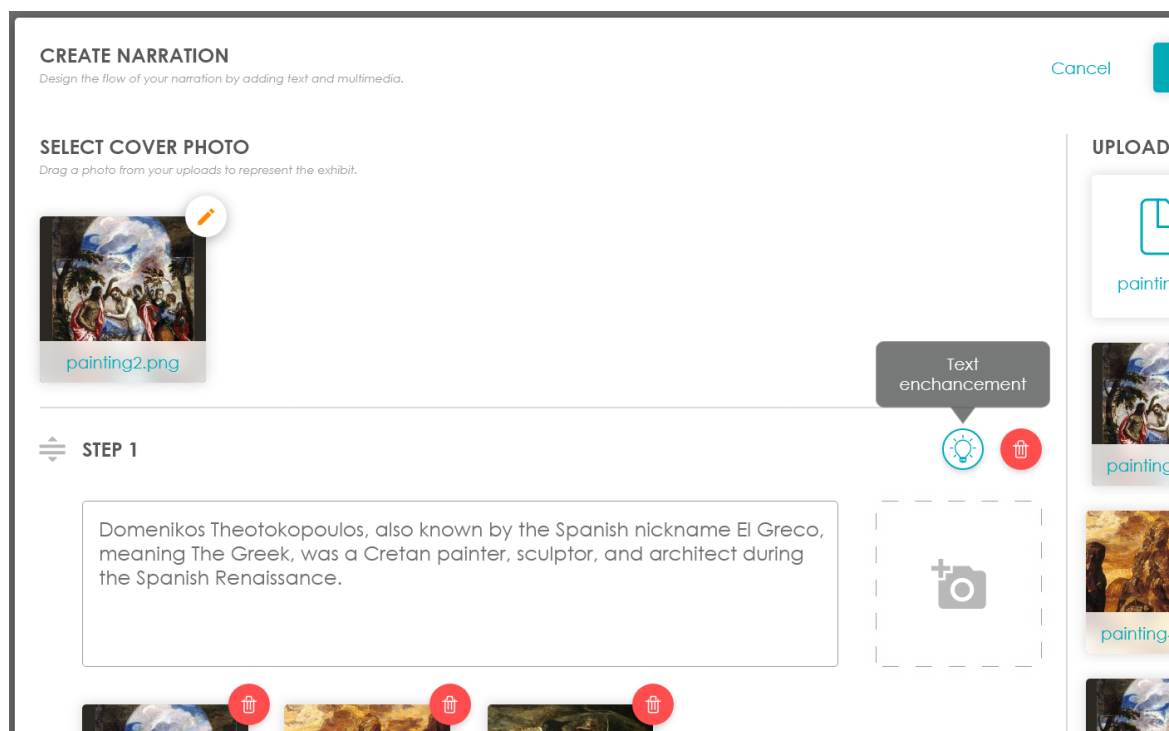 CREATE NARRATION
Design the flow of your narration by adding text and multimedia.
Cancel
SELECT COVER PHOTO
Drag a photo from your uploads to represent the exhibit.
UPLOAD
painting2.png
Text
enchancement
STEP 1
Domenikos Theotokopoulos, also known by the Spanish nickname El Greco,
meaning The Greek, was a Cretan painter, sculptor, and architect during
the Spanish Renaissance.